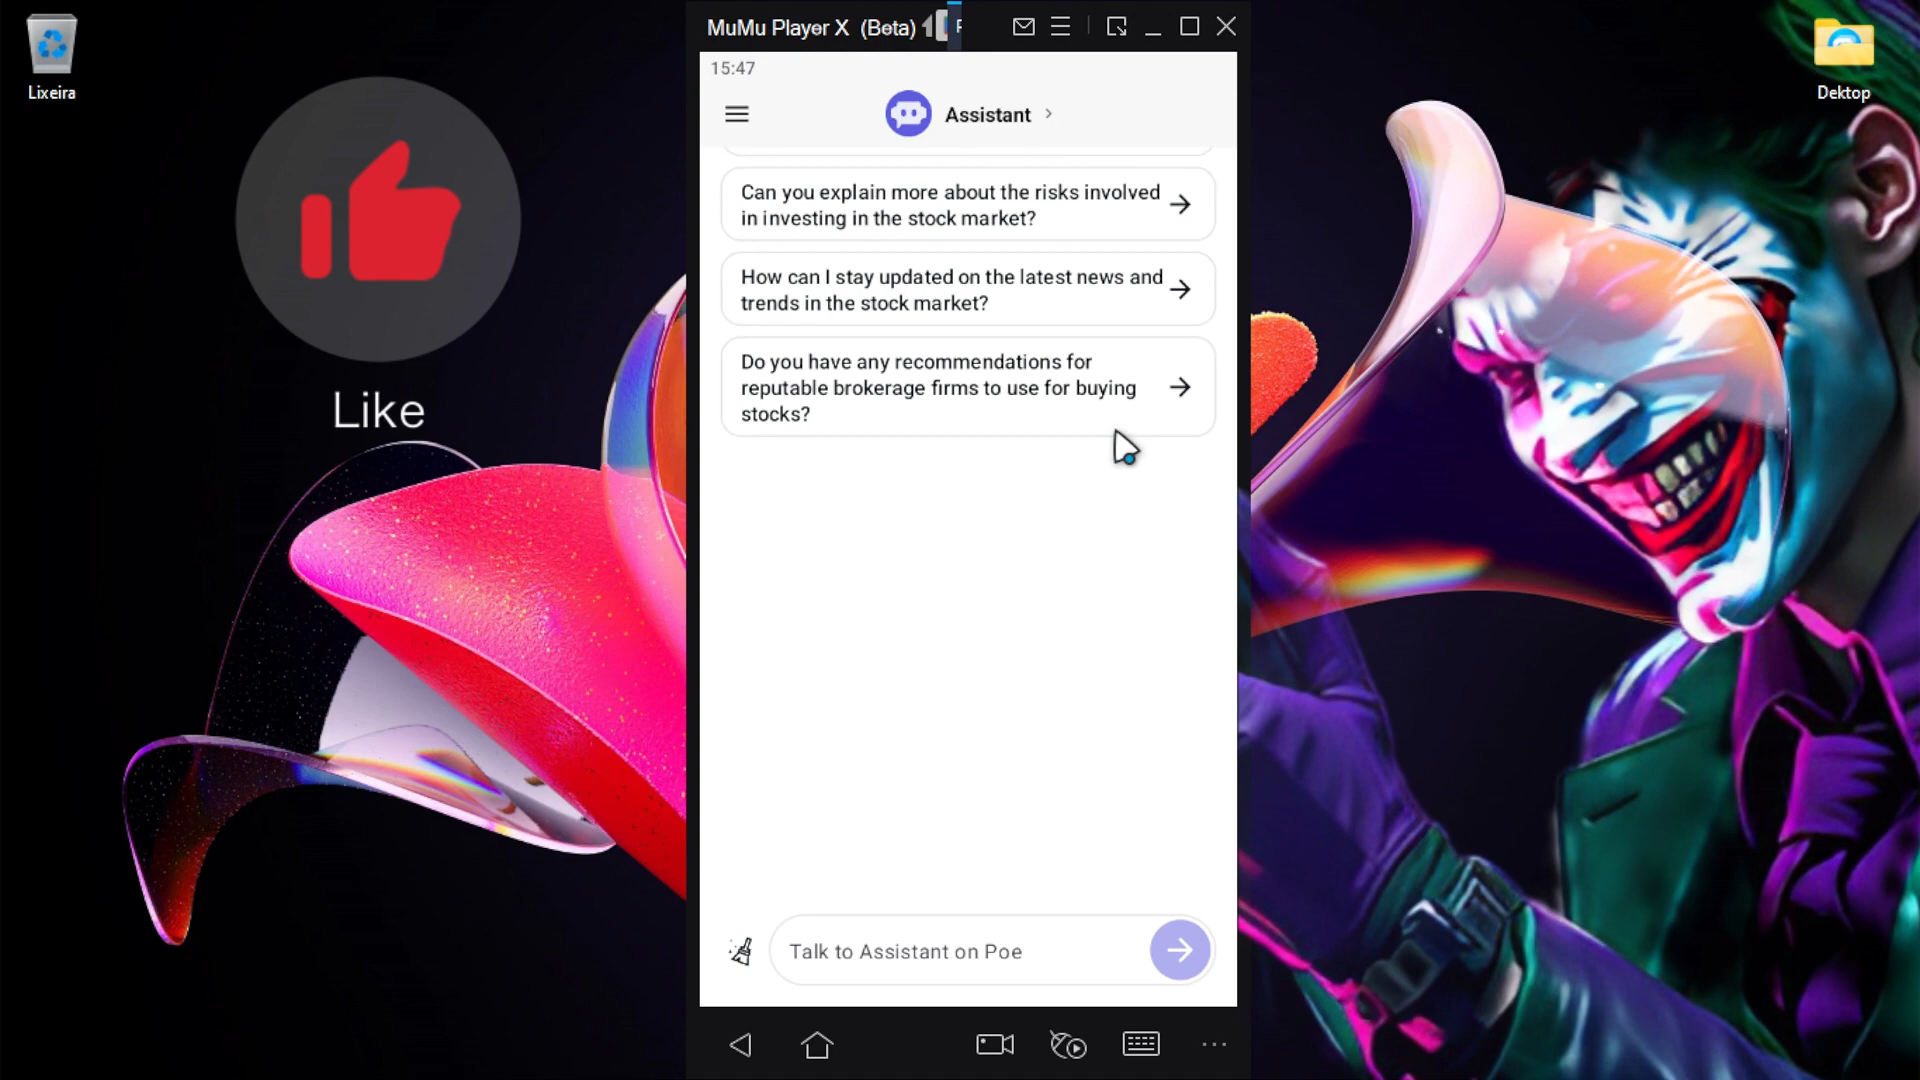 Lixeira
Like
MuMu Player X (Beta)
15:47
Assistant
Can you explain more about the risks involved
in investing in the stock market?
How can I stay updated on the latest news and
trends in the stock market?
Do you have any recommendations for
reputable brokerage firms to use for buying
stocks?
Talk to Assistant on Poe
Dektop